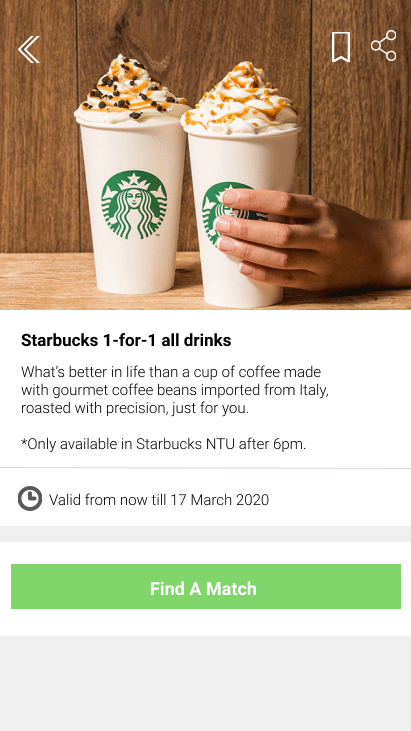 Starbucks 1-for-1 all drinks
What's better in life than a cup of coffee made
with gourmet coffee beans imported from Italy,
roasted with precision, just for you.
*Only available in Starbucks NTU after 6pm.
Valid from now till 17 March 2020
Find A Match